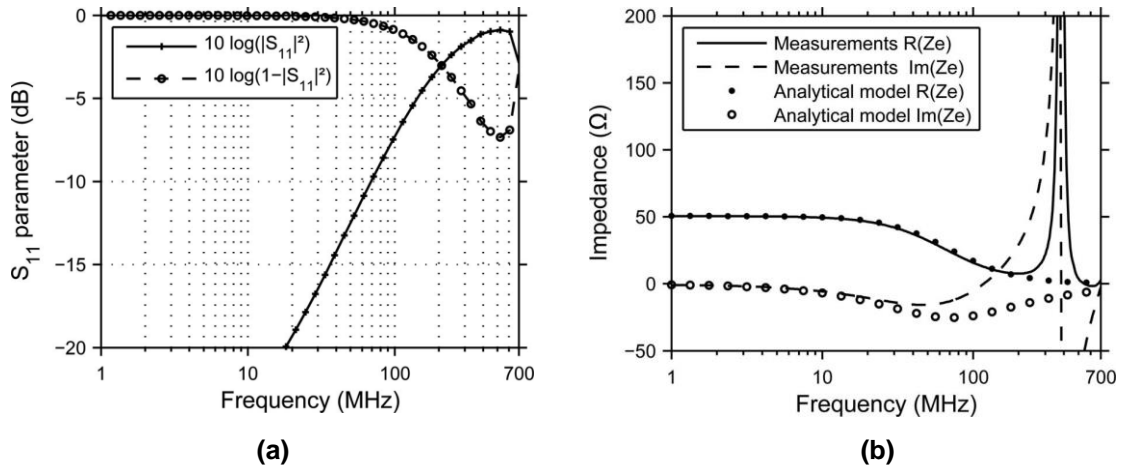 0
−5
−10
−15
−20
S₁₁ parameter (dB)
10 log(|S₁₁|²)
10 log(1−|S₁₁|²)
1
10
100
700
Frequency (MHz)
(a)
200
150
100
50
0
−50
Impedance (Ω)
Measurements R(Ze)
Measurements Im(Ze)
Analytical model R(Ze)
Analytical model Im(Ze)
1
10
100
700
Frequency (MHz)
(b)